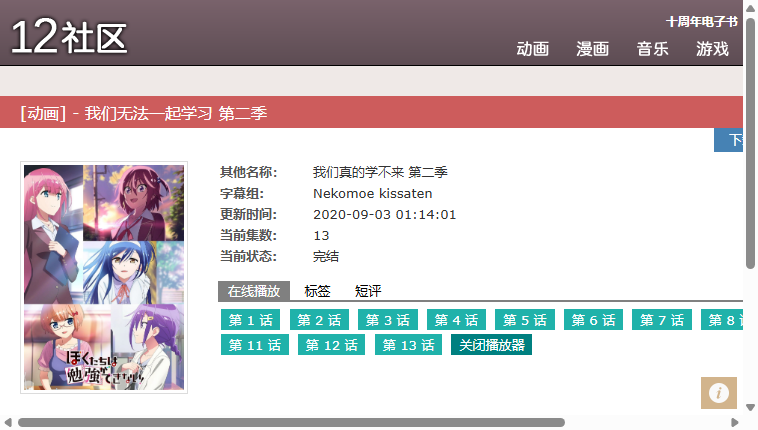 12社区
十周年电子书
动画 漫画 音乐 游戏
[动画] - 我们无法一起学习 第二季
其他名称： 我们真的学不来 第二季
字幕组： Nekomoe kissaten
更新时间： 2020-09-03 01:14:01
当前集数： 13
当前状态： 完结
在线播放 标签 短评
第 1 话 第 2 话 第 3 话 第 4 话 第 5 话 第 6 话 第 7 话 第 8
第 11 话 第 12 话 第 13 话 关闭播放器
ぼくたちは
勉強ができない
i